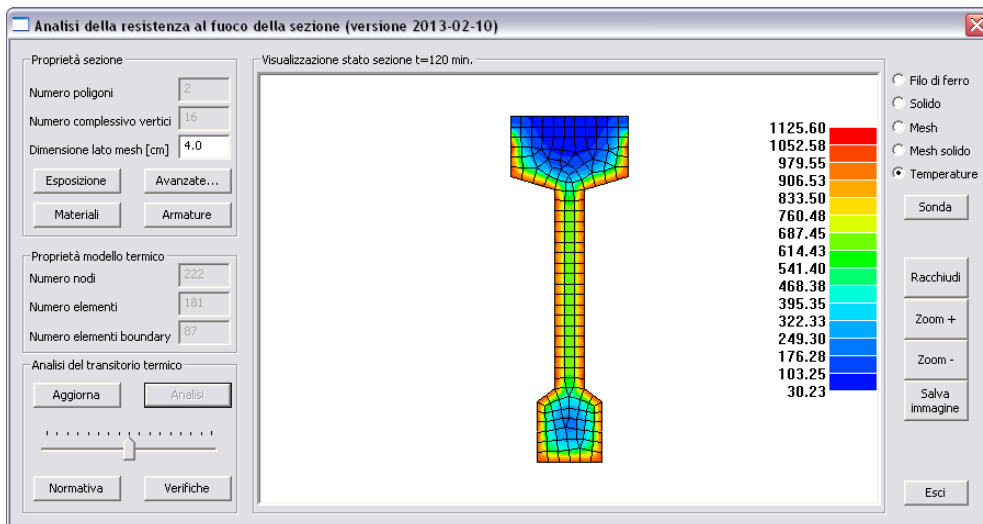 Analisi della resistenza al fuoco della sezione (versione 2013-02-10)
Proprietà sezione
Numero poligoni 2
Numero complessivo vertici 16
Dimensione lato mesh [cm] 4.0
Esposizione Avanzate...
Materiali Armature
Proprietà modello termico
Numero nodi 222
Numero elementi 181
Numero elementi boundary 87
Analisi del transitorio termico
Aggiorna Analisi
Normativa Verifiche
Visualizzazione stato sezione t=120 min.
1125.60
1052.58
979.55
906.53
833.50
760.48
687.45
614.43
541.40
468.38
395.35
322.33
249.30
176.28
103.25
30.23
Filo di ferro
Solido
Mesh
Mesh solido
Temperature
Sonda
Racchiudi
Zoom +
Zoom -
Salva
immagine
Esci